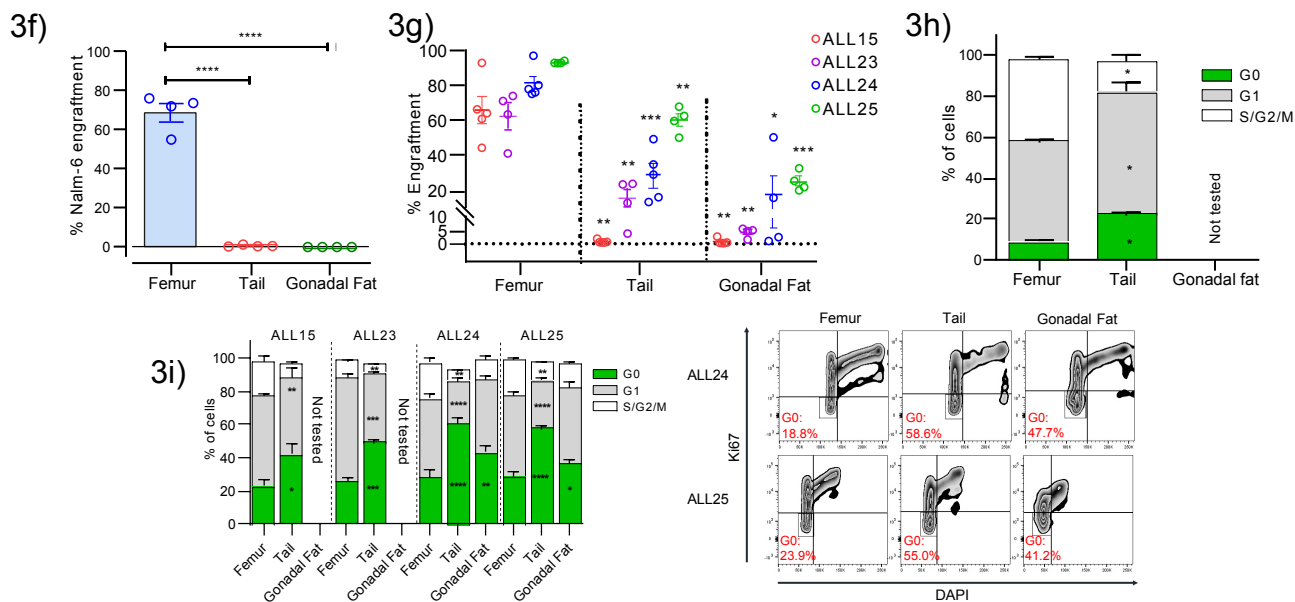 3f)
% Nalm-6 engraftment
100
80
60
40
20
0
****
****
Femur
Tail
Gonadal Fat
3g)
% Engraftment
100
80
60
40
20
10
5
0
**
**
***
**
**
**
*
***
ALL15
ALL23
ALL24
ALL25
Femur
Tail
Gonadal Fat
3h)
% of cells
100
80
60
40
20
0
*
*
*
Not tested
G0
G1
S/G2/M
Femur
Tail
Gonadal fat
3i)
ALL15
ALL23
ALL24
ALL25
% of cells
100
80
60
40
20
0
**
*
Not tested
**
***
***
Not tested
**
****
****
**
**
****
****
*
G0
G1
S/G2/M
Femur
Tail
Gonadal Fat
Femur
Tail
Gonadal Fat
Femur
Tail
Gonadal Fat
Femur
Tail
Gonadal Fat
Femur
Tail
Gonadal Fat
ALL24
ALL25
Ki67
DAPI
G0:
18.8%
G0:
58.6%
G0:
47.7%
G0:
23.9%
G0:
55.0%
G0:
41.2%